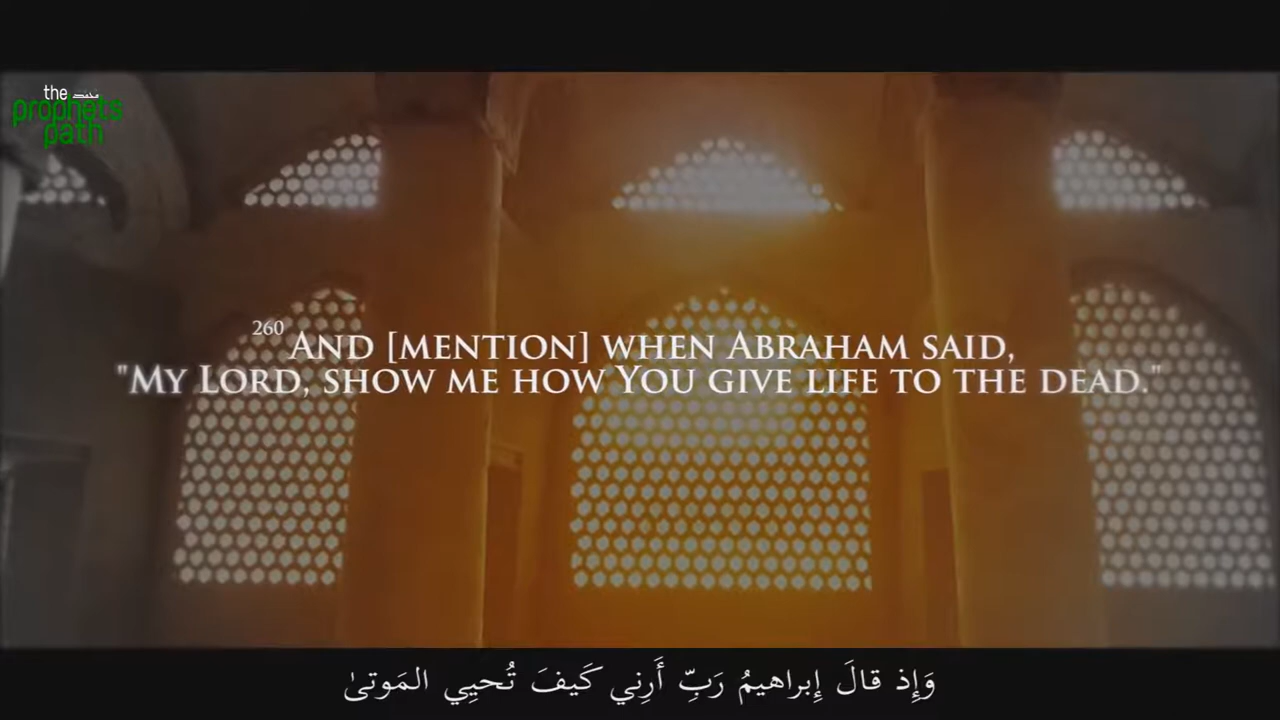 the محمد
prophets
path
260 And [mention] when Abraham said,
"My Lord, show me how You give life to the dead."
وَإِذ قالَ إِبراهيمُ رَبِّ أَرِني كَيفَ تُحيِي المَوتىٰ